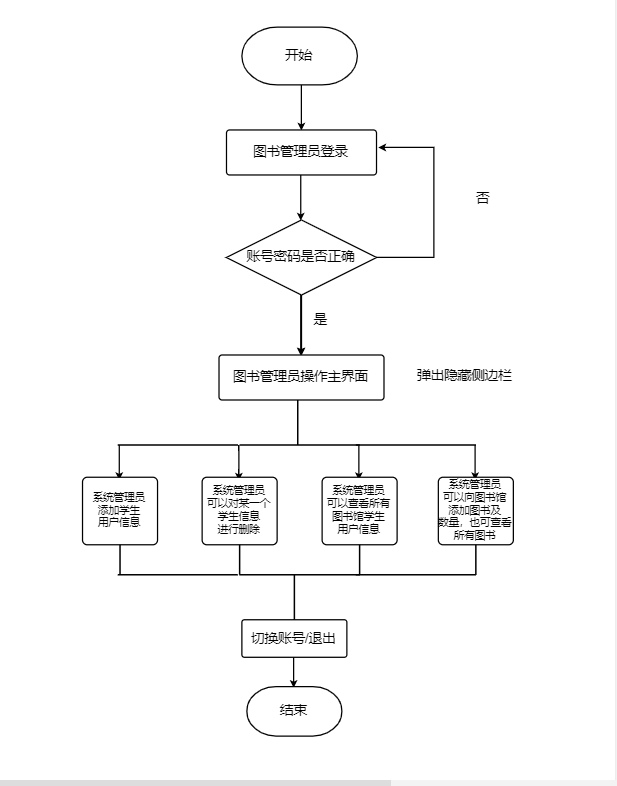 开始
图书管理员登录
否
账号密码是否正确
是
图书管理员操作主界面
弹出隐藏侧边栏
系统管理员
添加学生
用户信息
系统管理员
可以对某一个
学生信息
进行删除
系统管理员
可以查看所有
图书馆学生
用户信息
系统管理员
可以向图书馆
添加图书及
数量，也可查看
所有图书
切换账号/退出
结束